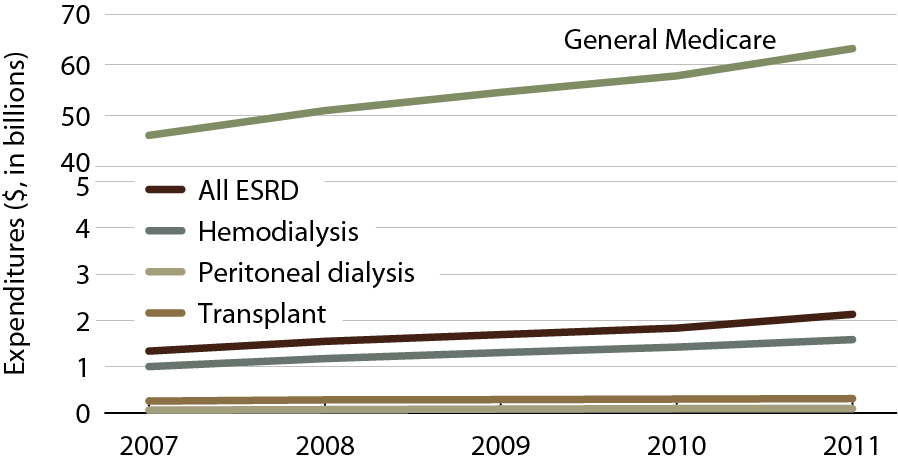 Expenditures ($, in billions)
70
60
50
40
5
4
3
2
1
0
General Medicare
All ESRD
Hemodialysis
Peritoneal dialysis
Transplant
2007 2008 2009 2010 2011